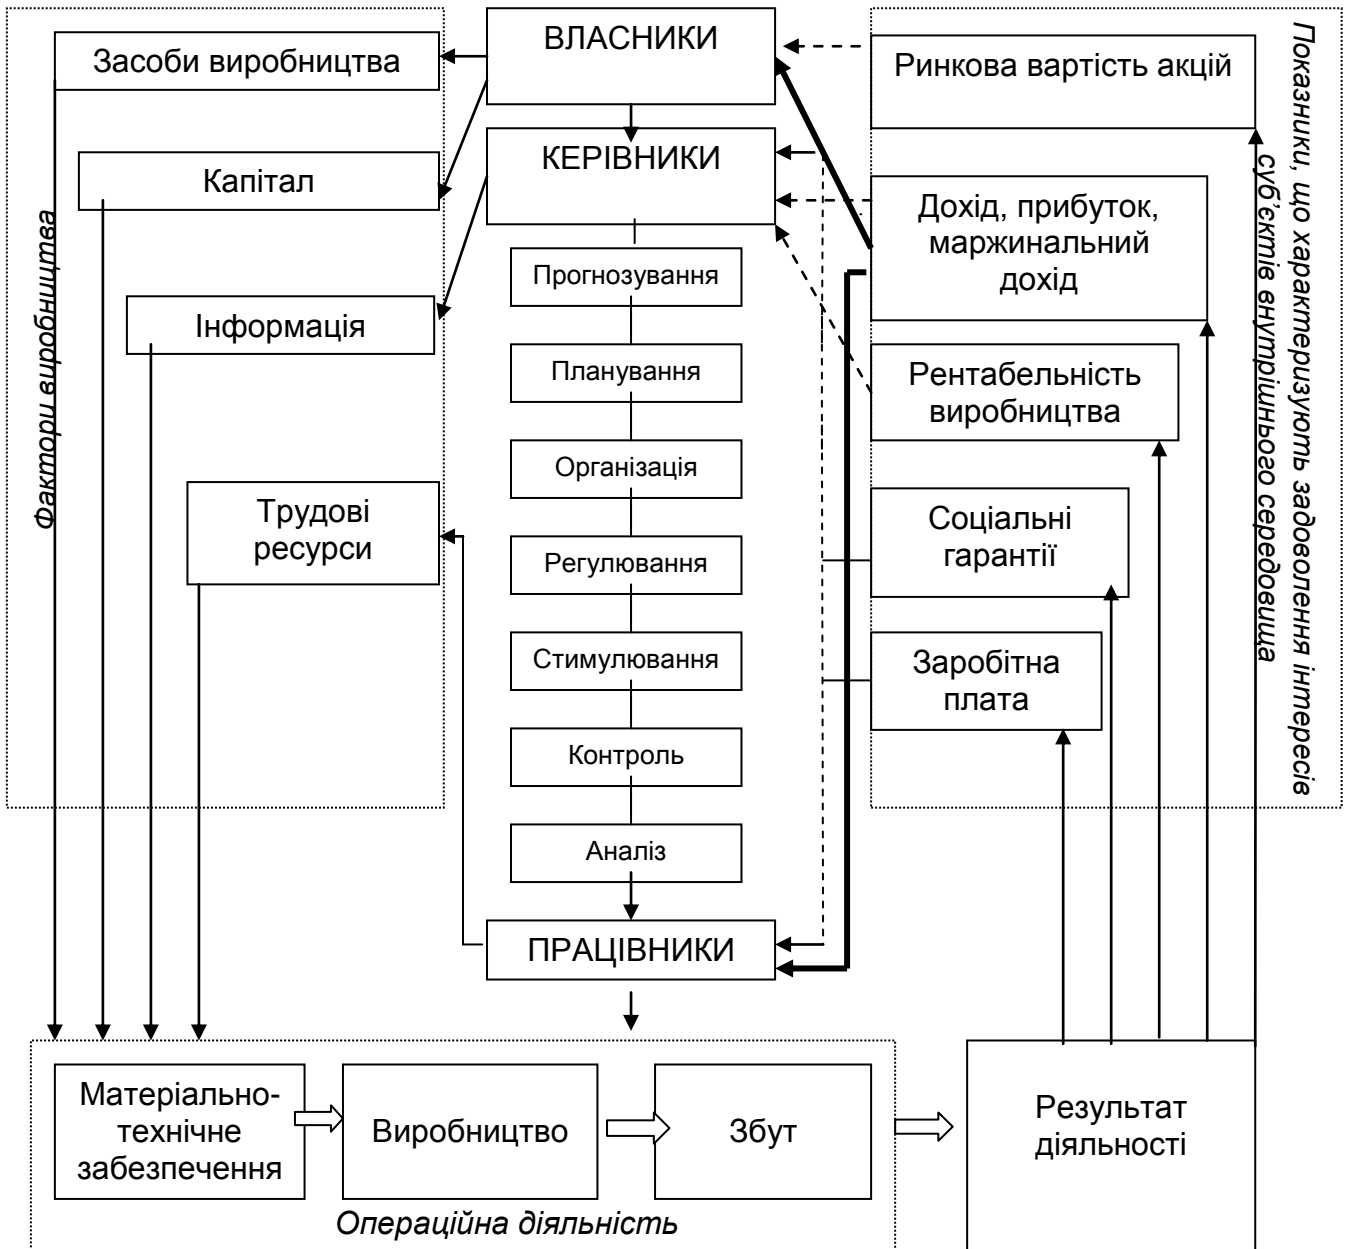 ВЛАСНИКИ
Засоби виробництва
Ринкова вартість акцій
КЕРІВНИКИ
Капітал
Дохід, прибуток,
маржинальний
дохід
Прогнозування
Інформація
Планування
Рентабельність
виробництва
Організація
Трудові
ресурси
Соціальні
гарантії
Регулювання
Стимулювання
Заробітна
плата
Контроль
Аналіз
ПРАЦІВНИКИ
Фактори виробництва
Показники, що характеризують задоволення інтересів
суб'єктів внутрішнього середовища
Матеріально-
технічне
забезпечення
Виробництво
Збут
Результат
діяльності
Операційна діяльність